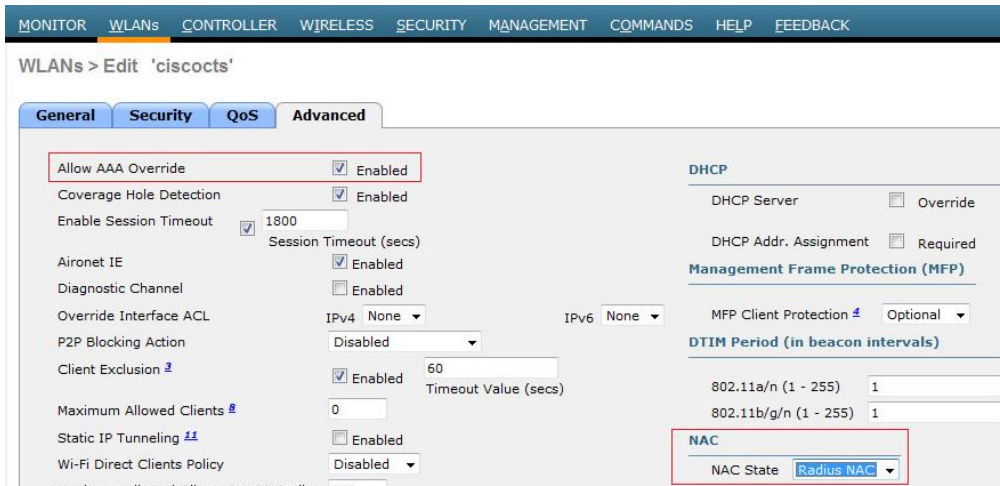 MONITOR WLANs CONTROLLER WIRELESS SECURITY MANAGEMENT COMMANDS HELP FEEDBACK
WLANs > Edit 'ciscocts'
General Security QoS Advanced
Allow AAA Override Enabled
Coverage Hole Detection Enabled
Enable Session Timeout 1800
Session Timeout (secs)
Aironet IE Enabled
Diagnostic Channel Enabled
Override Interface ACL IPv4 None IPv6 None
P2P Blocking Action Disabled
Client Exclusion 3 Enabled 60
Timeout Value (secs)
Maximum Allowed Clients 8 0
Static IP Tunneling 11 Enabled
Wi-Fi Direct Clients Policy Disabled
DHCP
DHCP Server Override
DHCP Addr. Assignment Required
Management Frame Protection (MFP)
MFP Client Protection 4 Optional
DTIM Period (in beacon intervals)
802.11a/n (1 - 255) 1
802.11b/g/n (1 - 255) 1
NAC
NAC State Radius NAC